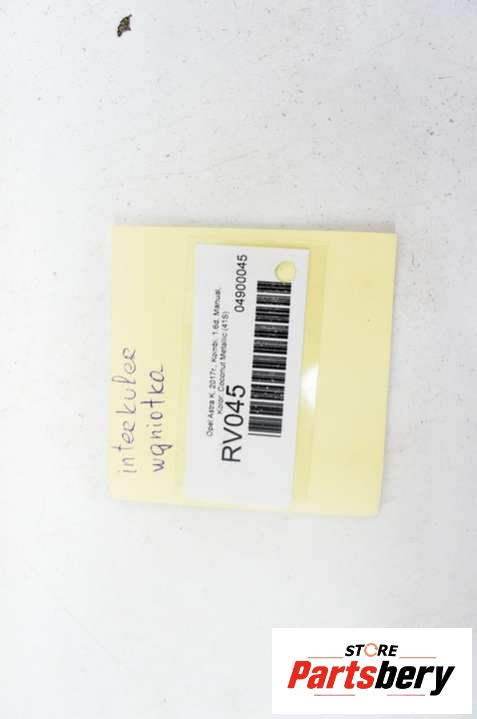 interkuler
wgniotka
Opel Astra K, 2017r., Kombi, 1.6d, Manual,
Kolor: Coconut Metallic (41S)
RV045
04900045
STORE
Partsbery